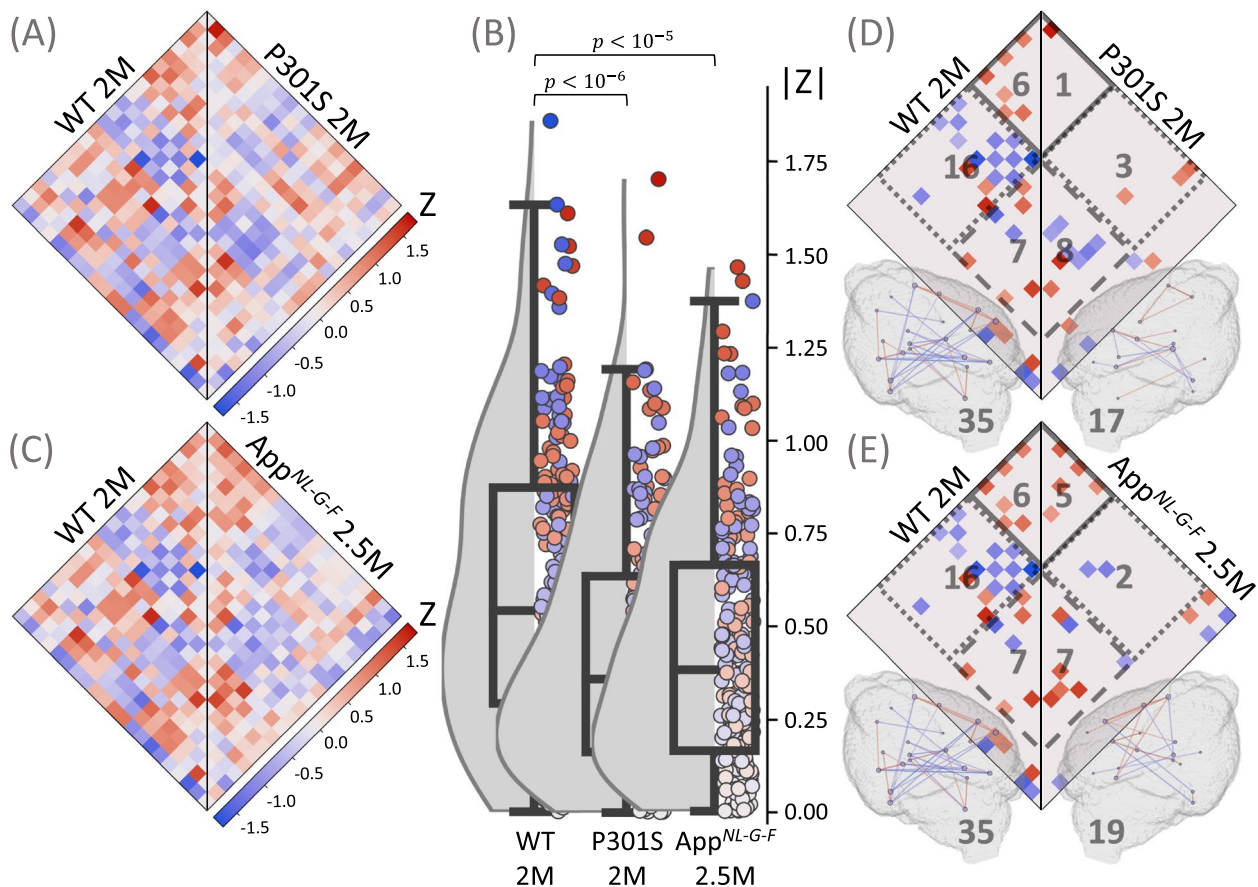 (A)
WT 2M
P301S 2M
Z
1.5
1.0
0.5
0.0
-0.5
-1.0
-1.5
(B)
p < 10⁻⁵
p < 10⁻⁶
|Z|
1.75
1.50
1.25
1.00
0.75
0.50
0.25
0.00
WT
2M
P301S
2M
App^NL-G-F
2.5M
(C)
WT 2M
App^NL-G-F 2.5M
Z
1.5
1.0
0.5
0.0
-0.5
-1.0
-1.5
(D)
WT 2M
P301S 2M
6 1
16 3
7 8
35 17
(E)
WT 2M
App^NL-G-F 2.5M
6 5
16 2
7 7
35 19